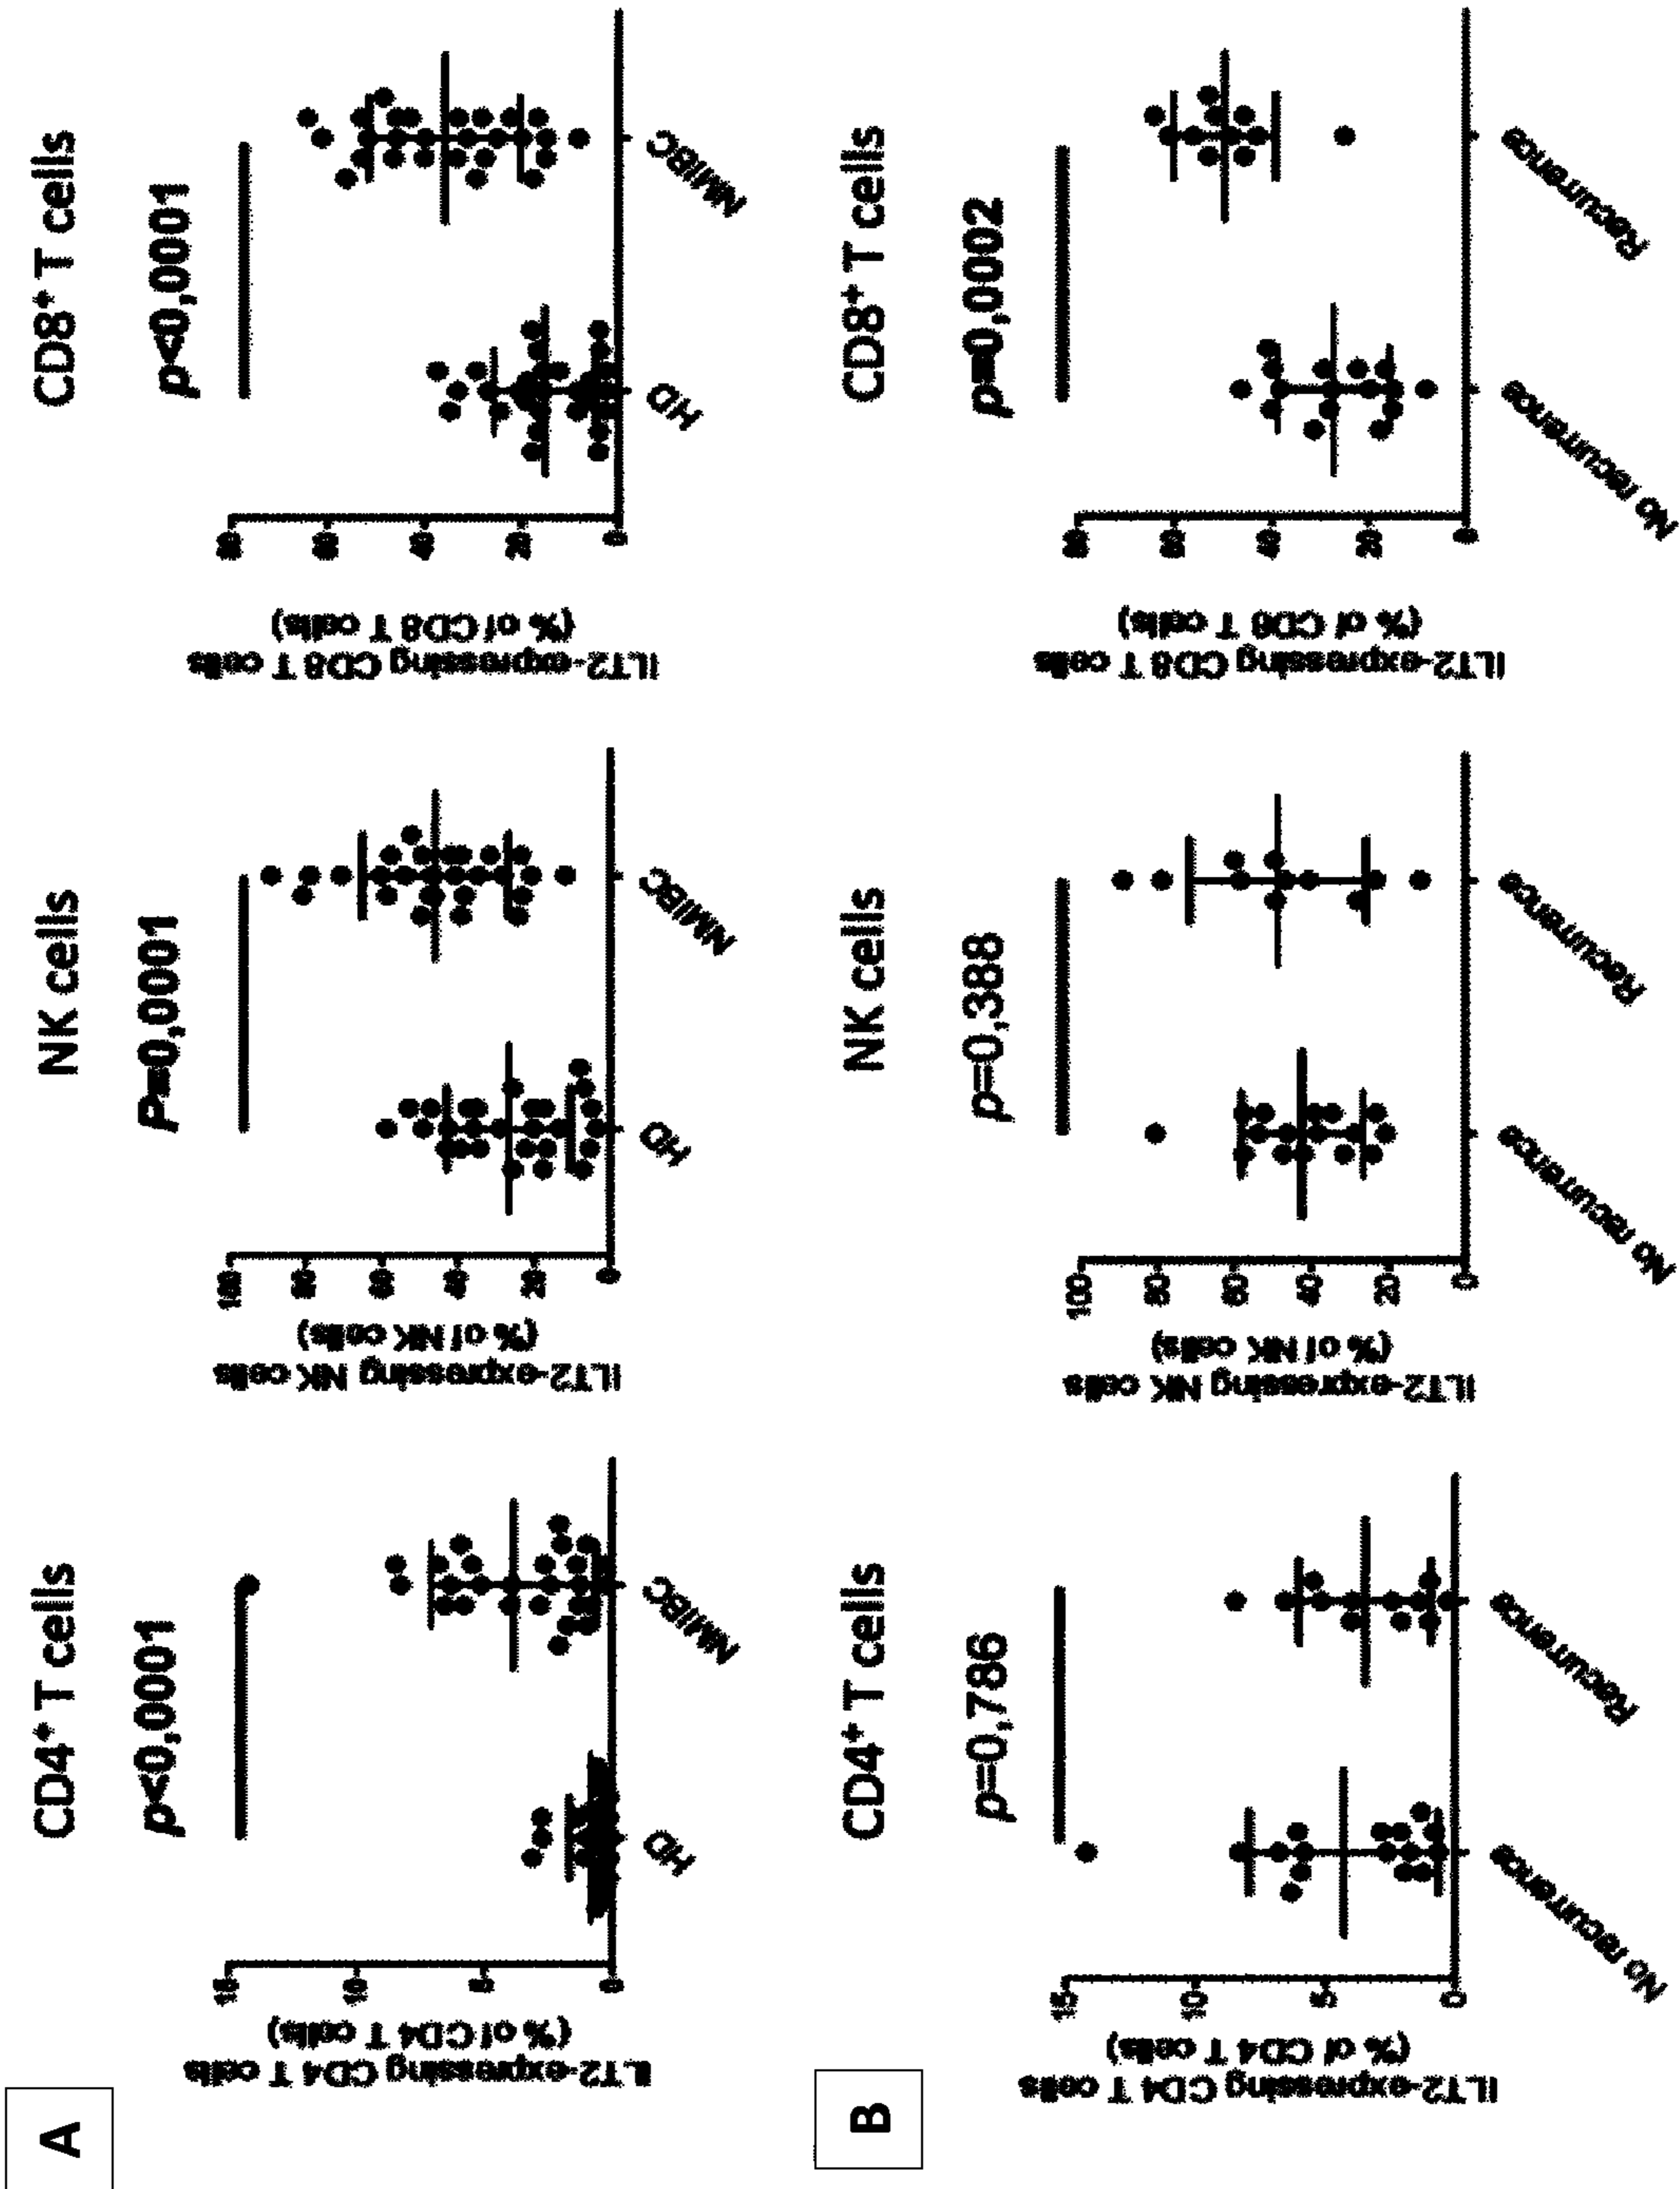 A
CD4+ T cells
p<0,0001
ILT2-expressing CD4 T cells
(% of CD4 T cells)
15
10
5
0
HD
NMIBC
NK cells
P=0,0001
ILT2-expressing NK cells
(% of NK cells)
100
80
60
40
20
0
HD
NMIBC
CD8+ T cells
p<0,0001
ILT2-expressing CD8 T cells
(% of CD8 T cells)
80
60
40
20
0
HD
NMIBC
B
CD4+ T cells
p=0,786
ILT2-expressing CD4 T cells
(% of CD4 T cells)
15
10
5
0
No recurrence
Recurrence
NK cells
p=0,388
ILT2-expressing NK cells
(% of NK cells)
100
80
60
40
20
0
No recurrence
Recurrence
CD8+ T cells
p=0,0002
ILT2-expressing CD8 T cells
(% of CD8 T cells)
80
60
40
20
0
No recurrence
Recurrence